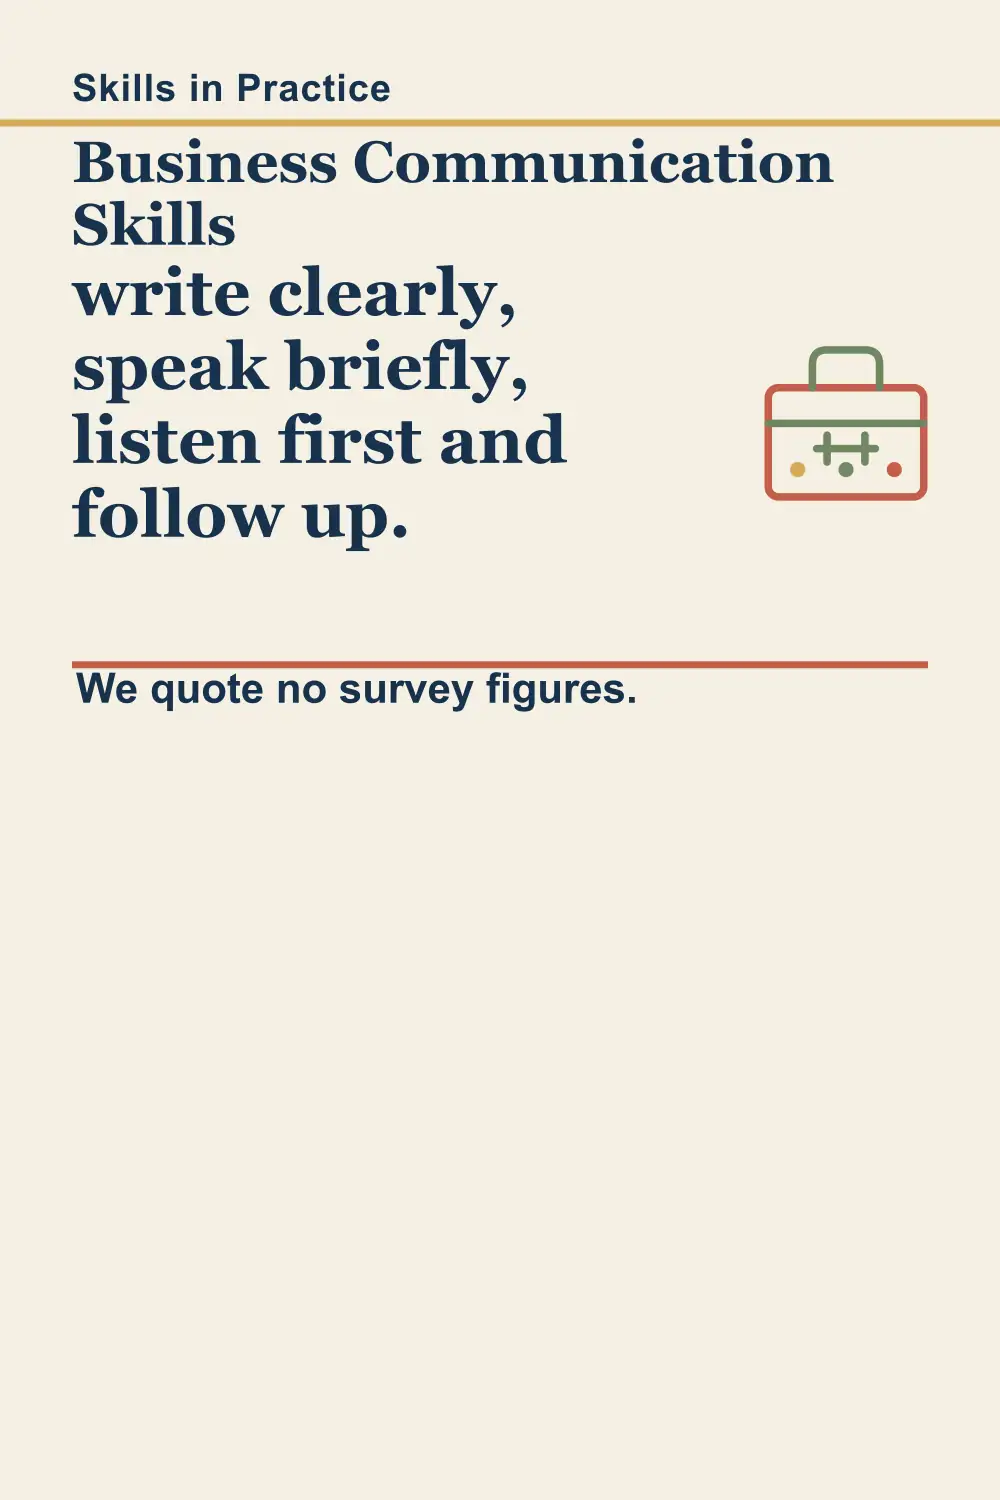 Skills in Practice
Business Communication
Skills
write clearly,
speak briefly,
listen first and
follow up.
We quote no survey figures.